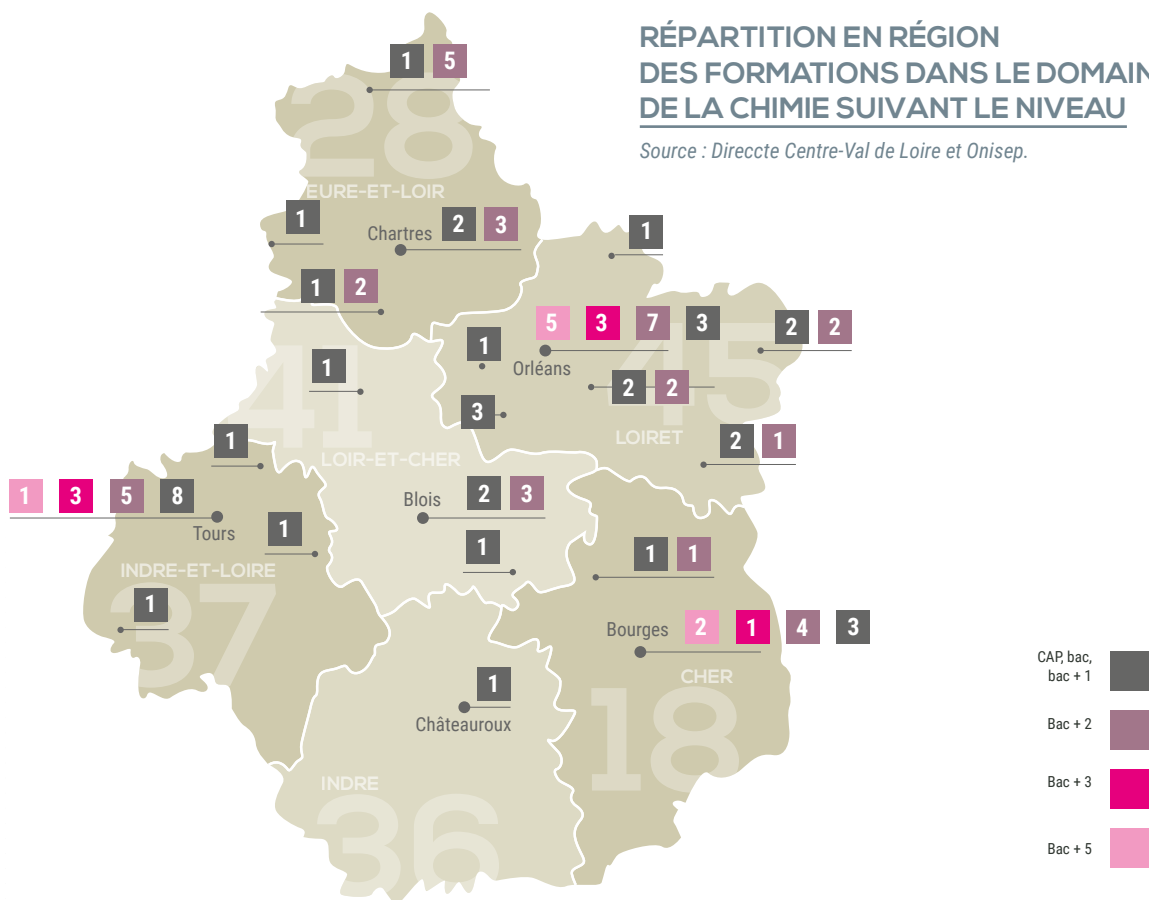 RÉPARTITION EN RÉGION
DES FORMATIONS DANS LE DOMAIN
DE LA CHIMIE SUIVANT LE NIVEAU
Source : Direccte Centre-Val de Loire et Onisep.
1 5
28
EURE-ET-LOIR
1
Chartres 2 3
1
1 2
5 3 7 3
Orléans
2 2
1
45
1
2 2
3
LOIRET
2 1
41
LOIR-ET-CHER
1
1 3 5 8
Tours
Blois 2 3
1
1
INDRE-ET-LOIRE
37
1
1 1
Bourges 2 1 4 3
CHER
18
1
Châteauroux
INDRE
36
CAP, bac,
bac + 1
Bac + 2
Bac + 3
Bac + 5